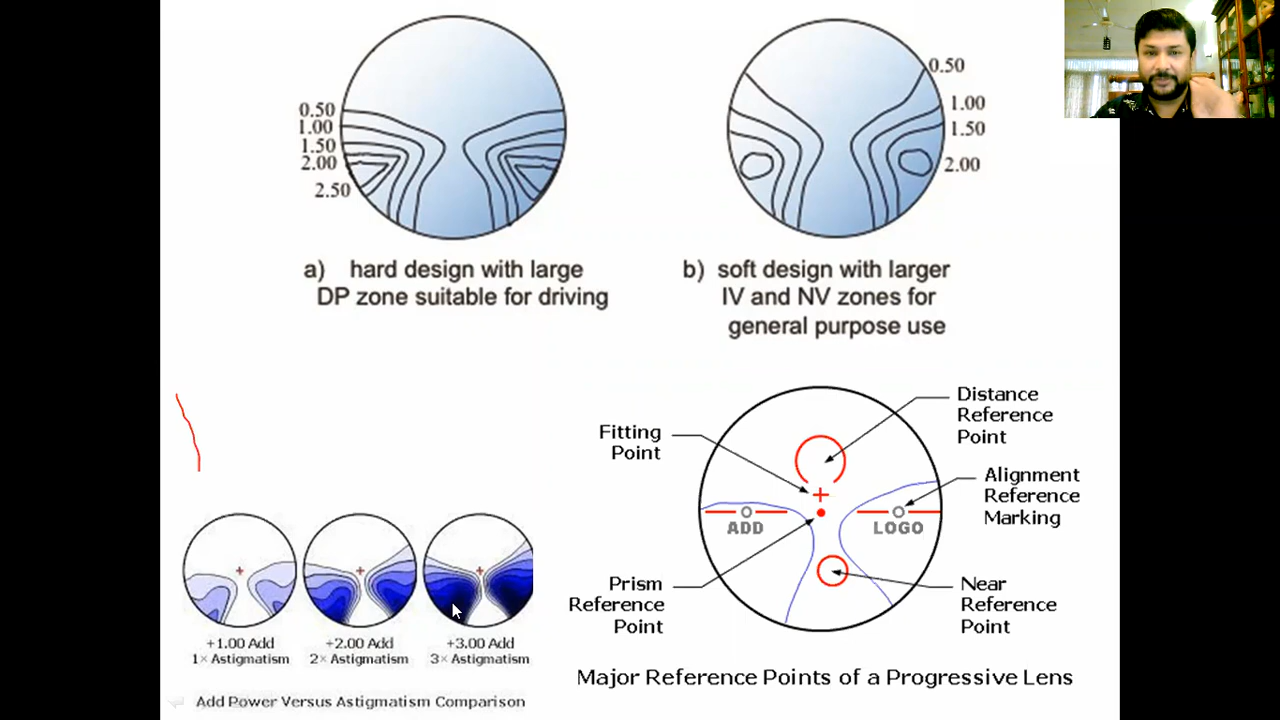 0.50
1.00
1.50
2.00
2.50
a) hard design with large
DP zone suitable for driving
0.50
1.00
1.50
2.00
b) soft design with larger
IV and NV zones for
general purpose use
+1.00 Add
1× Astigmatism
+2.00 Add
2× Astigmatism
+3.00 Add
3× Astigmatism
Add Power Versus Astigmatism Comparison
Fitting
Point
Distance
Reference
Point
Alignment
Reference
Marking
ADD
LOGO
Prism
Reference
Point
Near
Reference
Point
Major Reference Points of a Progressive Lens